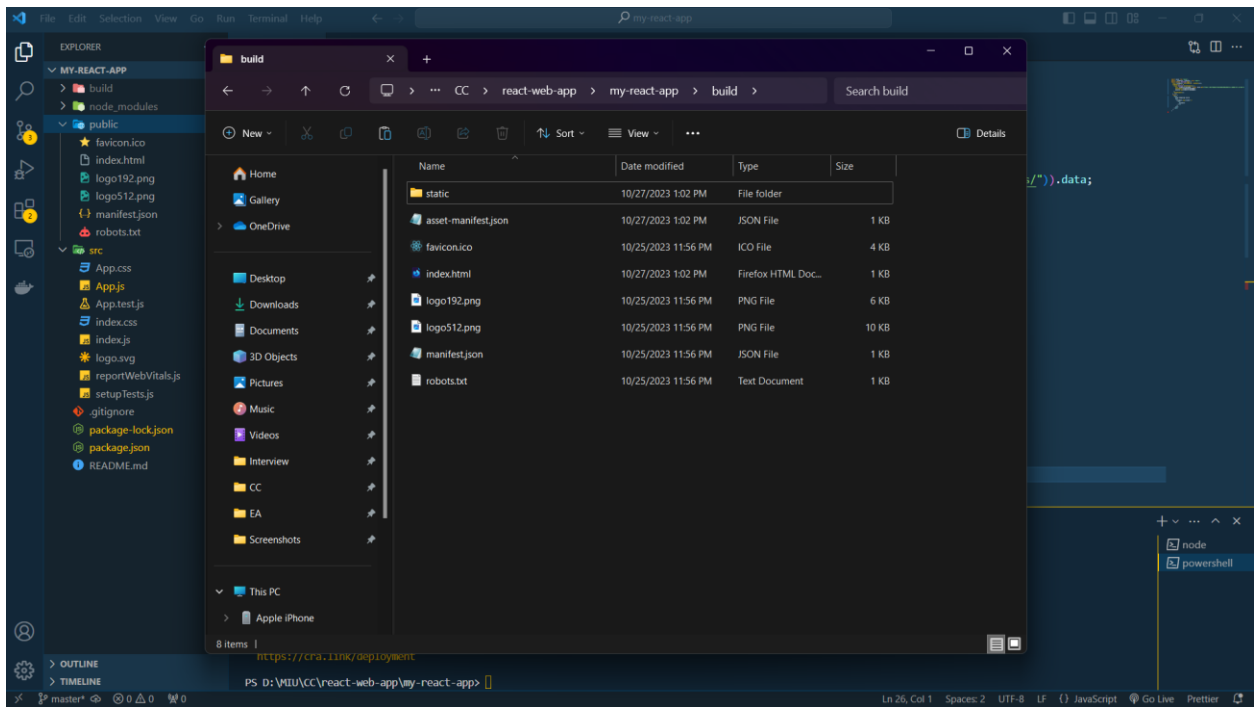 File Edit Selection View Go Run Terminal Help
my-react-app
EXPLORER
MY-REACT-APP
build
node_modules
public
favicon.ico
index.html
logo192.png
logo512.png
manifest.json
robots.txt
src
App.css
App.js
App.test.js
index.css
index.js
logo.svg
reportWebVitals.js
setupTests.js
.gitignore
package-lock.json
package.json
README.md
OUTLINE
TIMELINE
3
2
build
CC > react-web-app > my-react-app > build >
Search build
New
Sort
View
Details
Home
Gallery
OneDrive
Desktop
Downloads
Documents
3D Objects
Pictures
Music
Videos
Interview
CC
EA
Screenshots
This PC
Apple iPhone
Name Date modified Type Size
static 10/27/2023 1:02 PM File folder
asset-manifest.json 10/27/2023 1:02 PM JSON File 1 KB
favicon.ico 10/25/2023 11:56 PM ICO File 4 KB
index.html 10/27/2023 1:02 PM Firefox HTML Doc... 1 KB
logo192.png 10/25/2023 11:56 PM PNG File 6 KB
logo512.png 10/25/2023 11:56 PM PNG File 10 KB
manifest.json 10/25/2023 11:56 PM JSON File 1 KB
robots.txt 10/25/2023 11:56 PM Text Document 1 KB
8 items
/")).data;
node
powershell
https://cra.link/deployment
PS D:\MIU\CC\react-web-app\my-react-app>
master* 0 0 0
Ln 26, Col 1 Spaces: 2 UTF-8 LF {} JavaScript Go Live Prettier